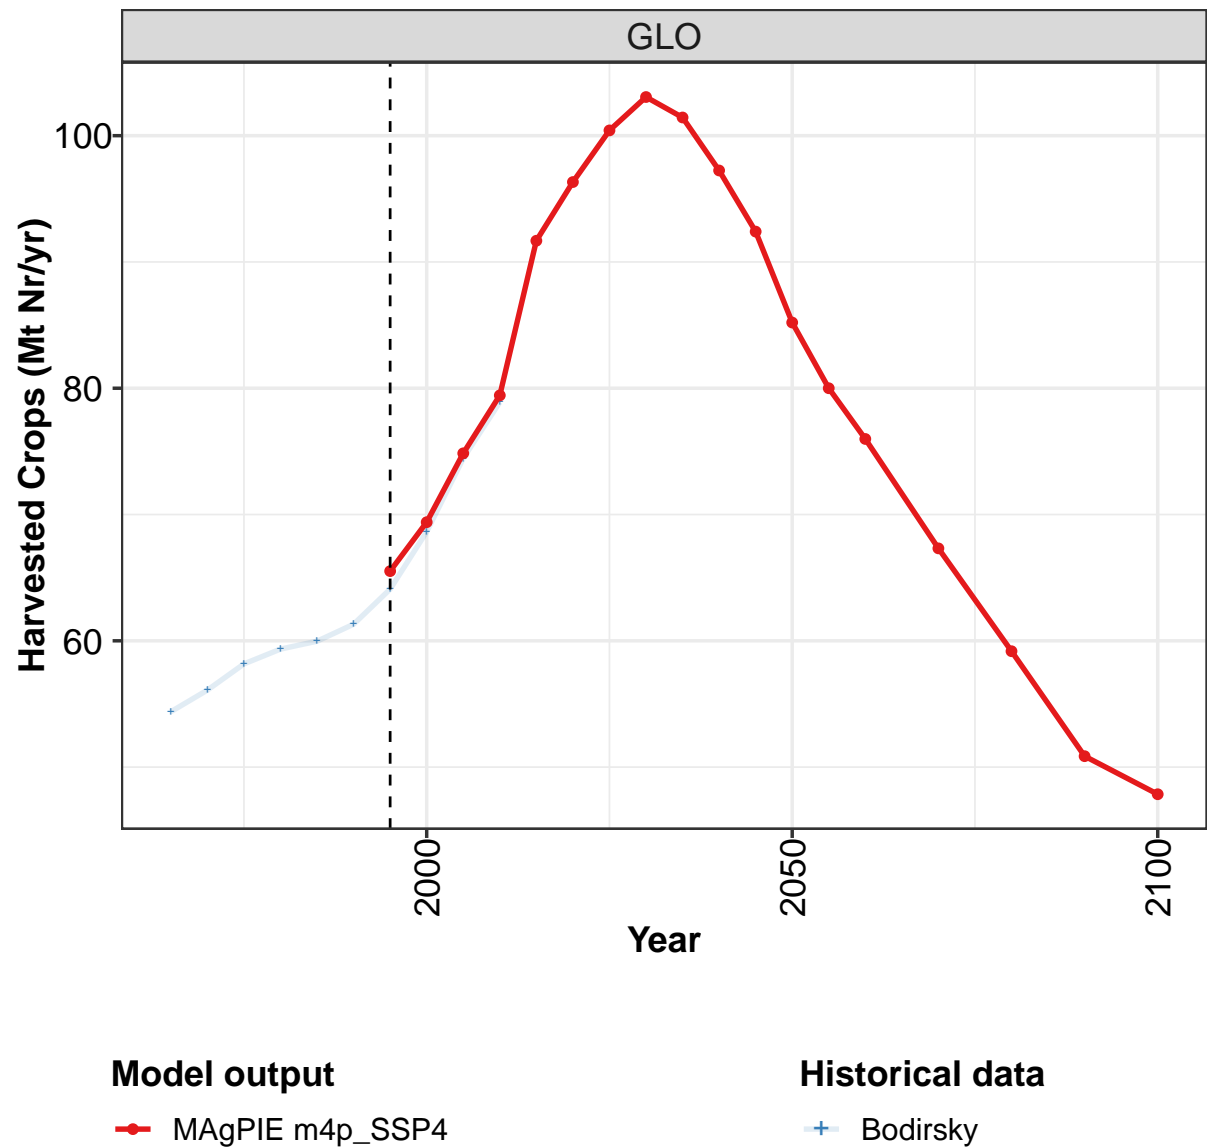 GLO
Harvested Crops (Mt Nr/yr)
100
80
60
2000
2050
2100
Year
Model output
MAgPIE m4p_SSP4
Historical data
Bodirsky